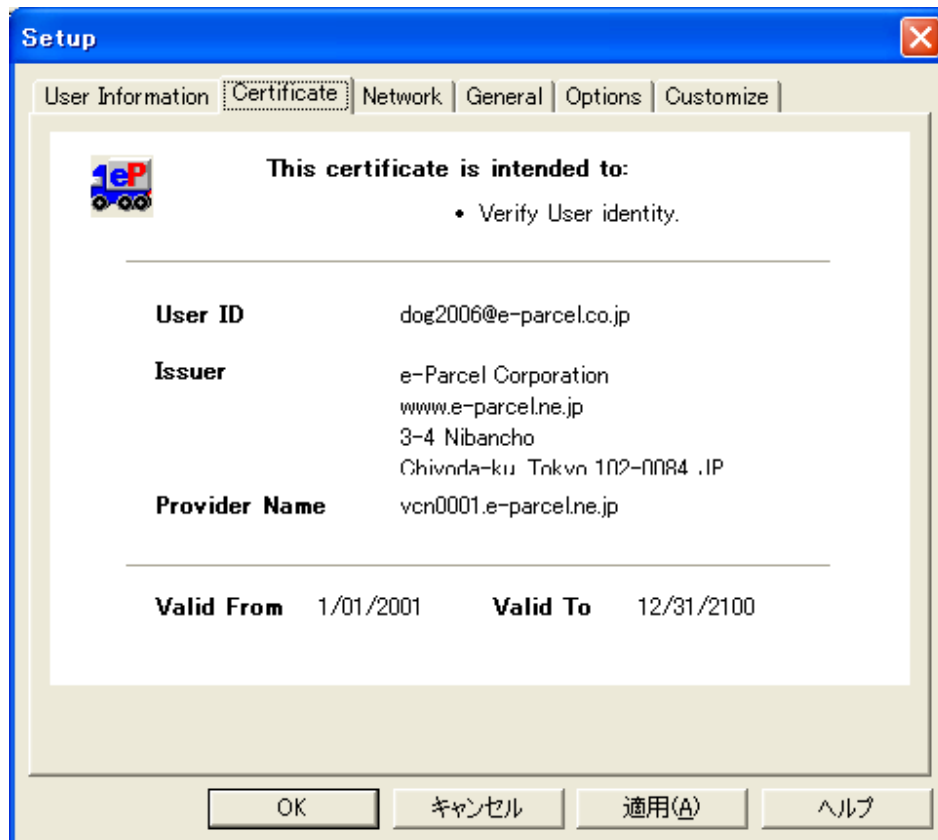 Setup
User Information Certificate Network General Options Customize
1eP
This certificate is intended to:
• Verify User identity.
User ID dog2006@e-parcel.co.jp
Issuer e-Parcel Corporation
www.e-parcel.ne.jp
3-4 Nibancho
Chiyoda-ku, Tokyo 102-0084 JP
Provider Name vcn0001.e-parcel.ne.jp
Valid From 1/01/2001 Valid To 12/31/2100
OK キャンセル 適用(A) ヘルプ